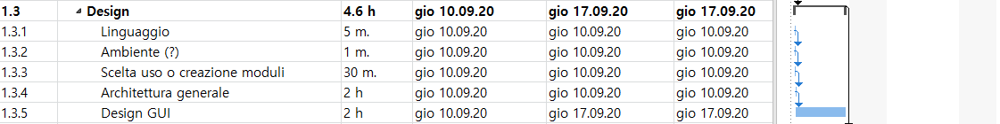 1.3 Design 4.6 h gio 10.09.20 gio 17.09.20 gio 17.09.20
1.3.1 Linguaggio 5 m. gio 10.09.20 gio 10.09.20 gio 10.09.20
1.3.2 Ambiente (?) 1 m. gio 10.09.20 gio 10.09.20 gio 10.09.20
1.3.3 Scelta uso o creazione moduli 30 m. gio 10.09.20 gio 10.09.20 gio 10.09.20
1.3.4 Architettura generale 2 h gio 10.09.20 gio 10.09.20 gio 10.09.20
1.3.5 Design GUI 2 h gio 10.09.20 gio 17.09.20 gio 17.09.20